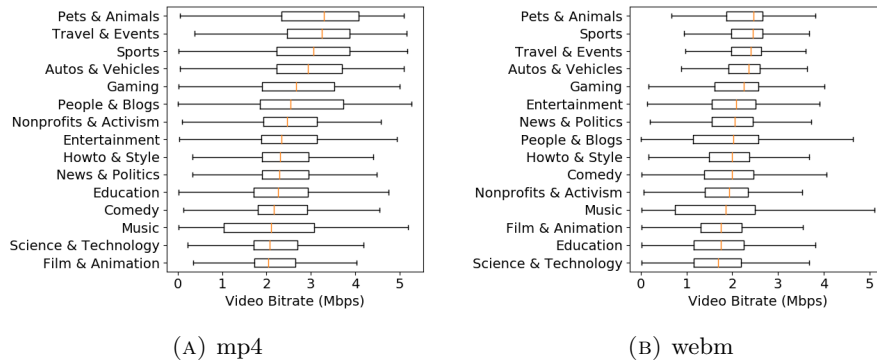 Pets & Animals
Travel & Events
Sports
Autos & Vehicles
Gaming
People & Blogs
Nonprofits & Activism
Entertainment
Howto & Style
News & Politics
Education
Comedy
Music
Science & Technology
Film & Animation
0 1 2 3 4 5
Video Bitrate (Mbps)
(A) mp4
Pets & Animals
Sports
Travel & Events
Autos & Vehicles
Gaming
Entertainment
News & Politics
People & Blogs
Howto & Style
Comedy
Nonprofits & Activism
Music
Film & Animation
Education
Science & Technology
0 1 2 3 4 5
Video Bitrate (Mbps)
(B) webm